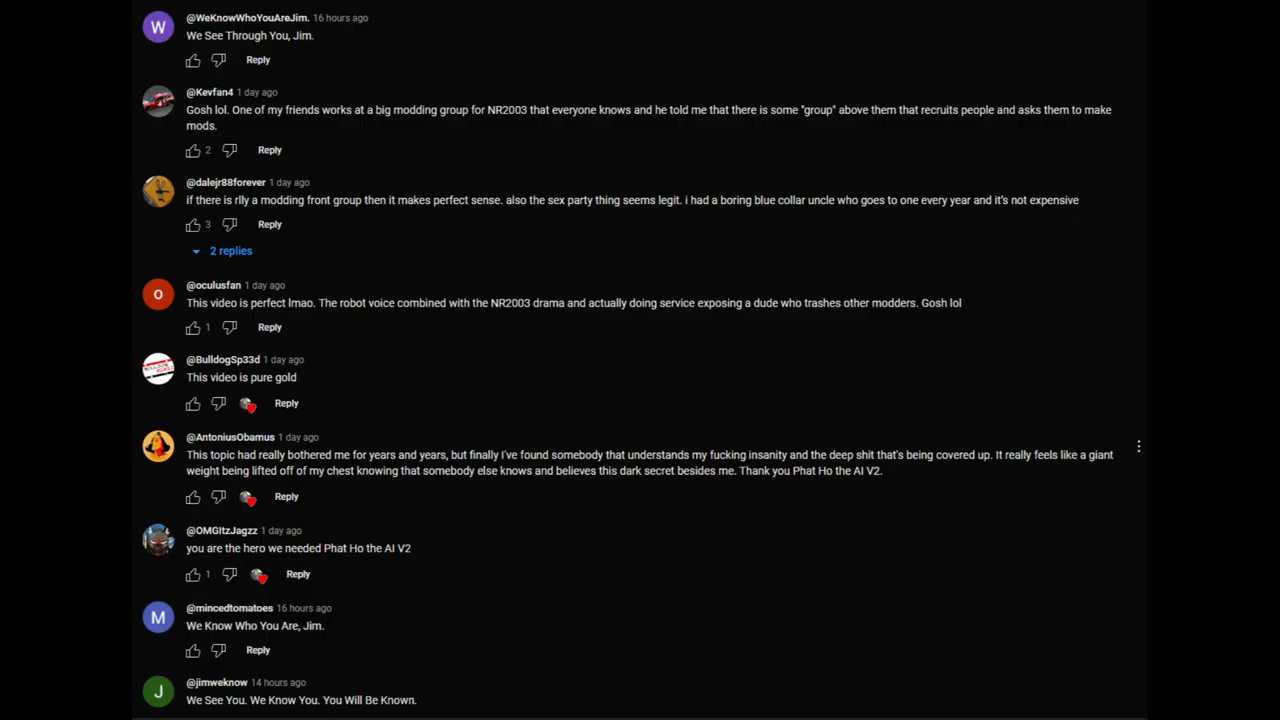 W
@WeKnowWhoYouAreJim. 16 hours ago
We See Through You, Jim.
Reply
@Kevfan4 1 day ago
Gosh lol. One of my friends works at a big modding group for NR2003 that everyone knows and he told me that there is some "group" above them that recruits people and asks them to make
mods.
2 Reply
@dalejr88forever 1 day ago
if there is rlly a modding front group then it makes perfect sense. also the sex party thing seems legit. i had a boring blue collar uncle who goes to one every year and it's not expensive
3 Reply
2 replies
o
@oculusfan 1 day ago
This video is perfect lmao. The robot voice combined with the NR2003 drama and actually doing service exposing a dude who trashes other modders. Gosh lol
1 Reply
@BulldogSp33d 1 day ago
This video is pure gold
Reply
@AntoniusObamus 1 day ago
This topic had really bothered me for years and years, but finally I've found somebody that understands my fucking insanity and the deep shit that's being covered up. It really feels like a giant
weight being lifted off of my chest knowing that somebody else knows and believes this dark secret besides me. Thank you Phat Ho the AI V2.
Reply
@OMGItzJagzz 1 day ago
you are the hero we needed Phat Ho the AI V2
1 Reply
M
@mincedtomatoes 16 hours ago
We Know Who You Are, Jim.
Reply
J
@jimweknow 14 hours ago
We See You. We Know You. You Will Be Known.